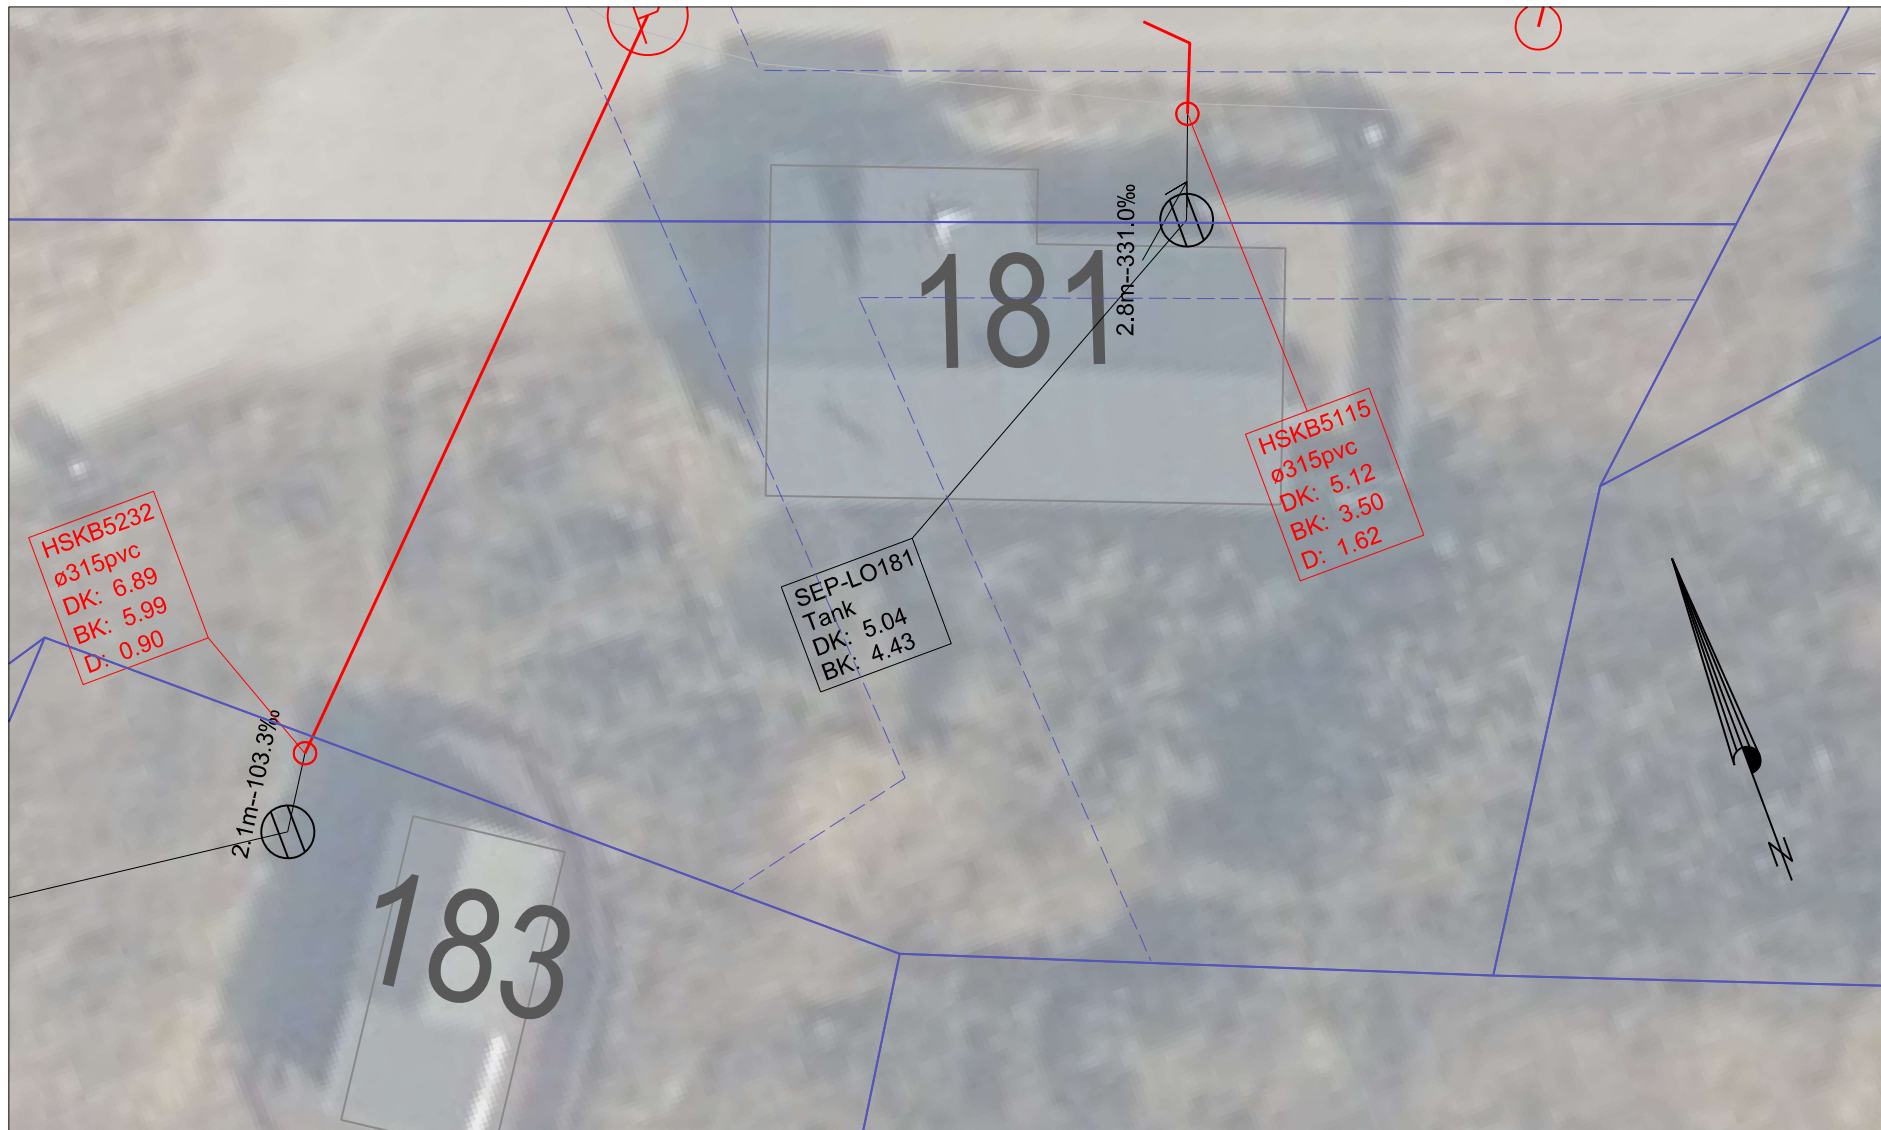 181
2.8m--331.0‰
HSKB5115
ø315pvc
DK: 5.12
BK: 3.50
D: 1.62
HSKB5232
ø315pvc
DK: 6.89
BK: 5.99
D: 0.90
SEP-LO181
Tank
DK: 5.04
BK: 4.43
2.1m--103.3‰
183
N